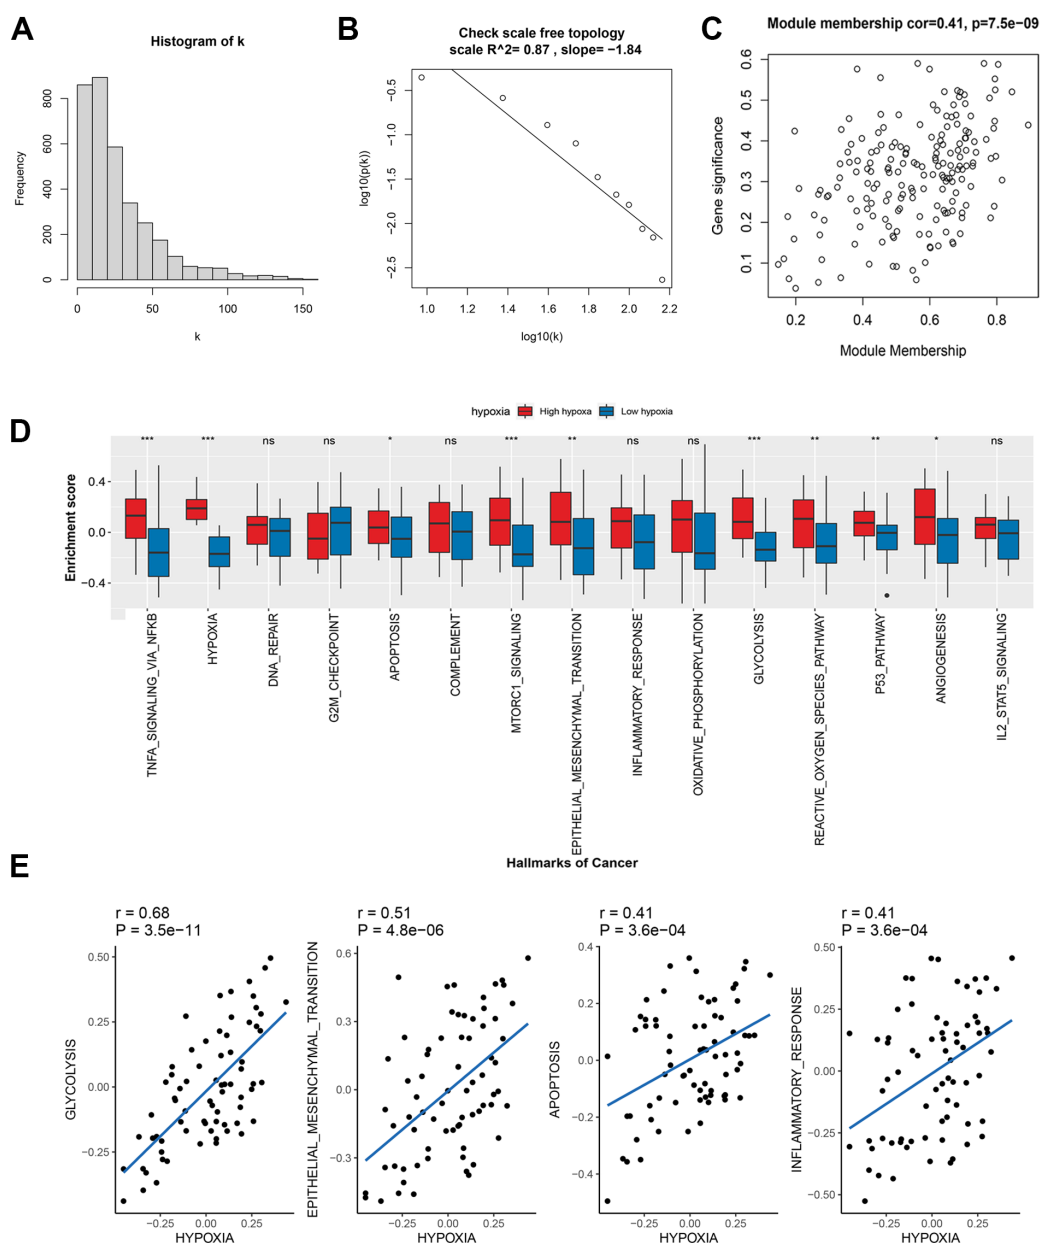 A
Histogram of k
Frequency
0
200
400
600
800
0
50
100
150
k
B
Check scale free topology
scale R^2= 0.87 , slope= −1.84
log10(p(k))
−0.5
−1.0
−1.5
−2.0
−2.5
1.0
1.2
1.4
1.6
1.8
2.0
2.2
log10(k)
C
Module membership cor=0.41, p=7.5e−09
Gene significance
0.6
0.5
0.4
0.3
0.2
0.1
0.2
0.4
0.6
0.8
Module Membership
D
hypoxia
High hypoxa
Low hypoxia
***
***
ns
ns
*
ns
***
**
ns
ns
***
**
**
*
ns
Enrichment score
0.4
0.0
−0.4
TNFA_SIGNALING_VIA_NFKB
HYPOXIA
DNA_REPAIR
G2M_CHECKPOINT
APOPTOSIS
COMPLEMENT
MTORC1_SIGNALING
EPITHELIAL_MESENCHYMAL_TRANSITION
INFLAMMATORY_RESPONSE
OXIDATIVE_PHOSPHORYLATION
GLYCOLYSIS
REACTIVE_OXYGEN_SPECIES_PATHWAY
P53_PATHWAY
ANGIOGENESIS
IL2_STAT5_SIGNALING
Hallmarks of Cancer
E
r = 0.68
P = 3.5e−11
GLYCOLYSIS
0.50
0.25
0.00
−0.25
−0.25
0.00
0.25
HYPOXIA
r = 0.51
P = 4.8e−06
EPITHELIAL_MESENCHYMAL_TRANSITION
0.6
0.3
0.0
−0.3
−0.25
0.00
0.25
HYPOXIA
r = 0.41
P = 3.6e−04
APOPTOSIS
0.4
0.2
0.0
−0.2
−0.4
−0.25
0.00
0.25
HYPOXIA
r = 0.41
P = 3.6e−04
INFLAMMATORY_RESPONSE
0.50
0.25
0.00
−0.25
−0.50
−0.25
0.00
0.25
HYPOXIA